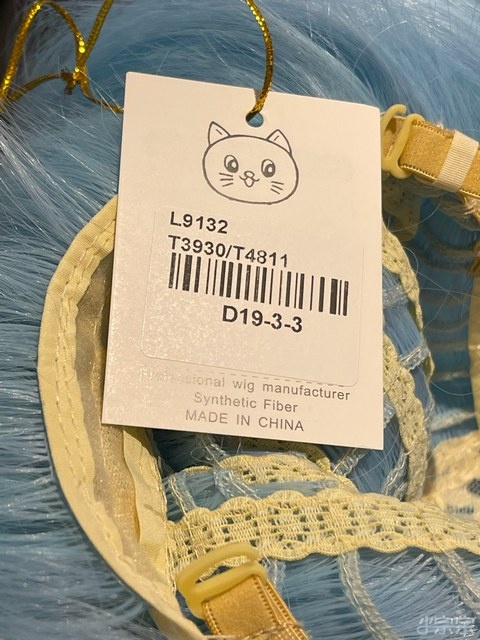 L9132
T3930/T4811
D19-3-3
wig manufacturer
Synthetic Fiber
MADE IN CHINA